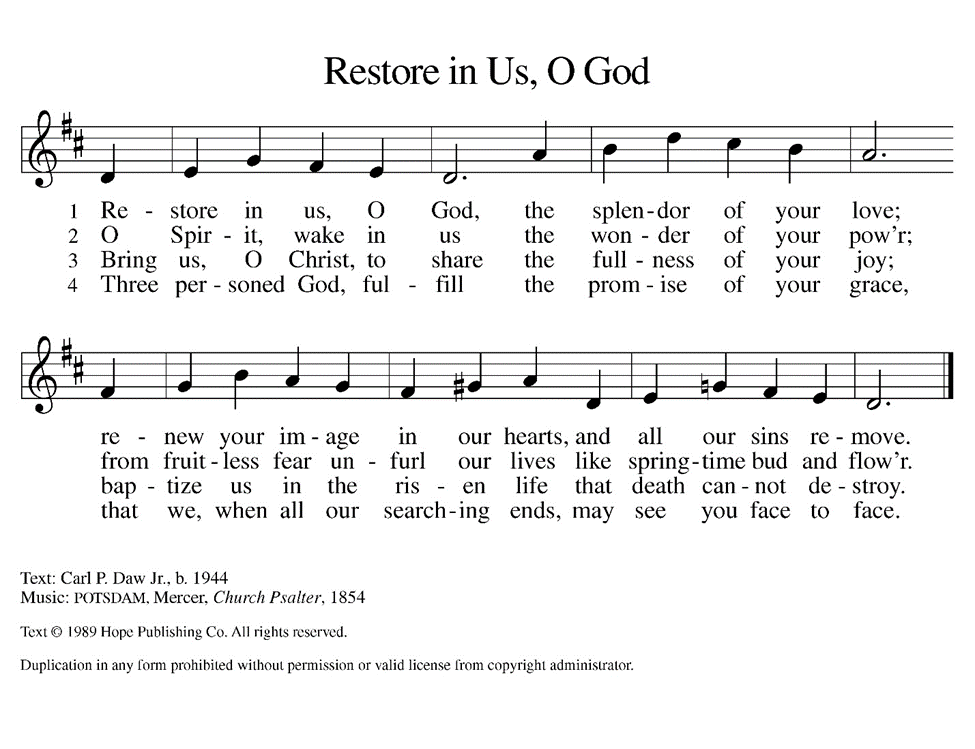 Restore in Us, O God
1 Re - store in us, O God, the splen-dor of your love;
2 O Spir - it, wake in us the won - der of your pow'r;
3 Bring us, O Christ, to share the full - ness of your joy;
4 Three per - soned God, ful - fill the prom - ise of your grace,
re - new your im - age in our hearts, and all our sins re - move.
from fruit - less fear un - furl our lives like spring-time bud and flow'r.
bap - tize us in the ris - en life that death can - not de - stroy.
that we, when all our search-ing ends, may see you face to face.
Text: Carl P. Daw Jr., b. 1944
Music: POTSDAM, Mercer, Church Psalter, 1854
Text © 1989 Hope Publishing Co. All rights reserved.
Duplication in any form prohibited without permission or valid license from copyright administrator.